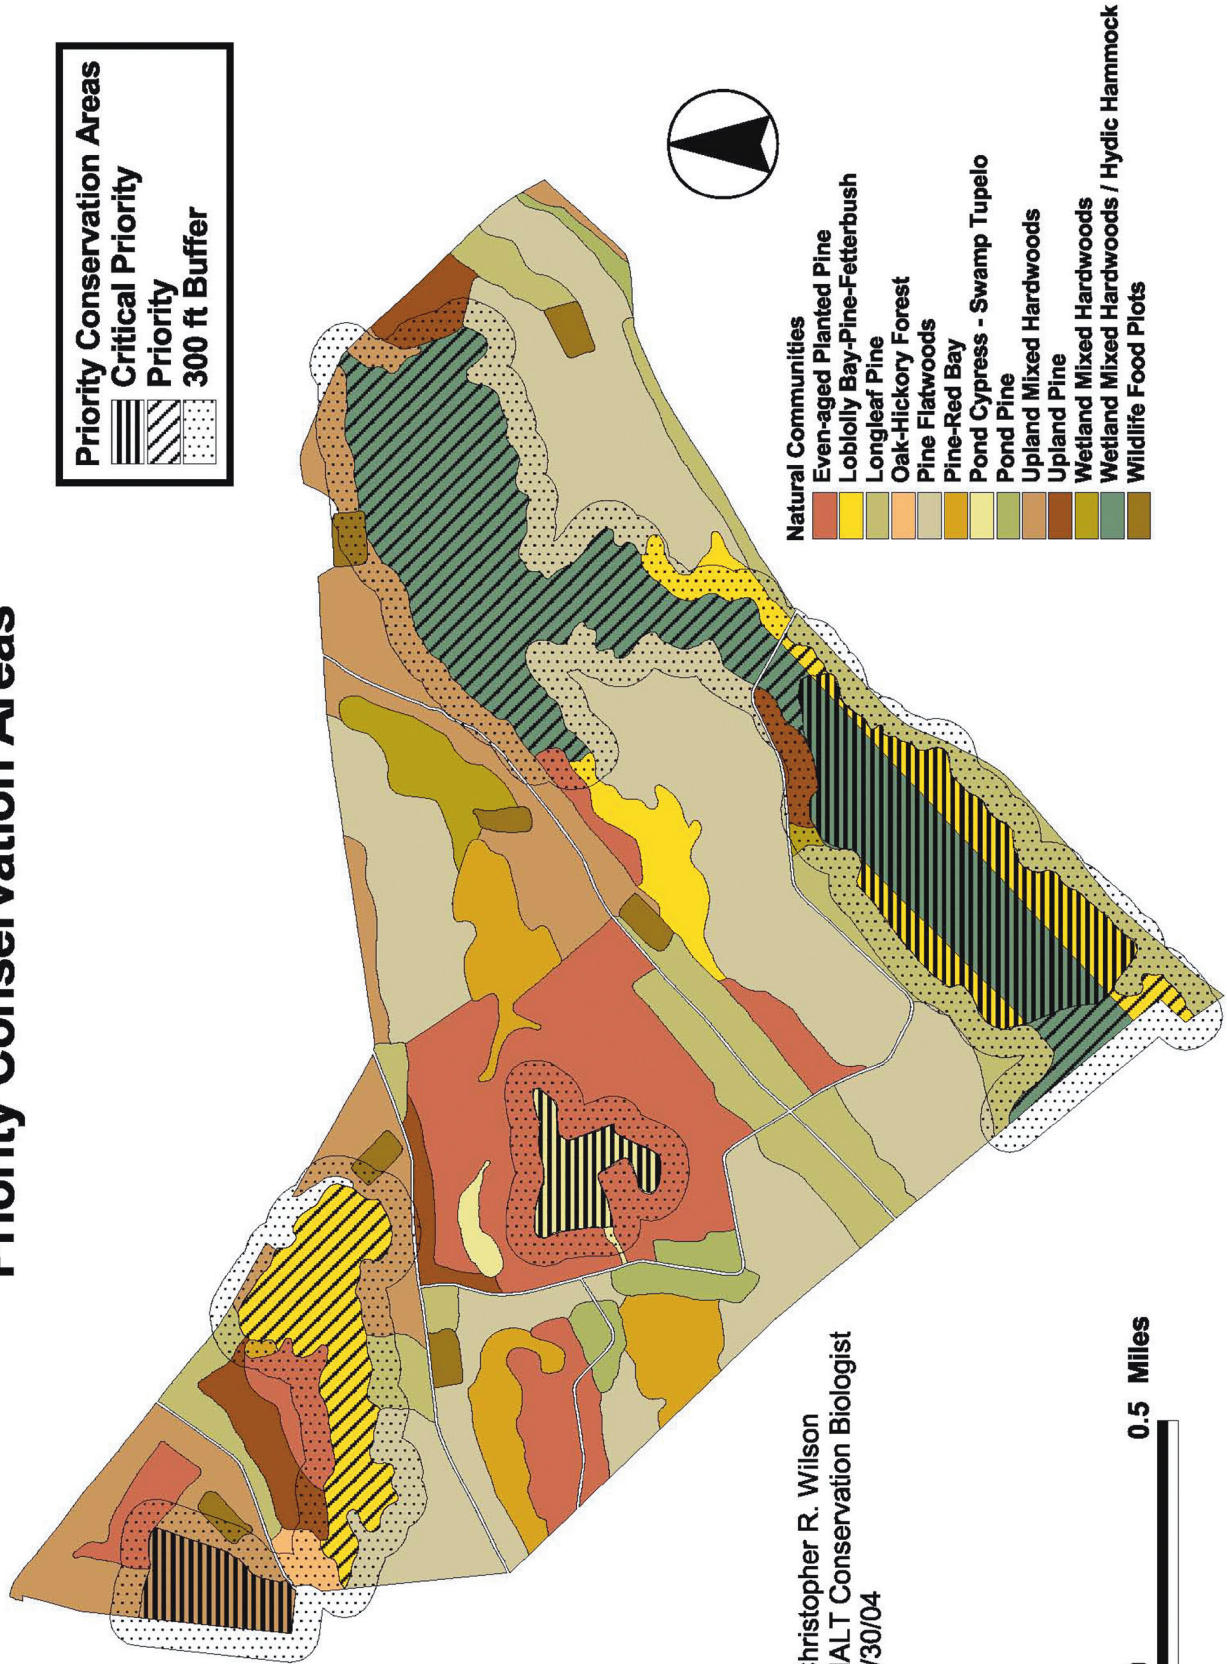 Priority Conservation Areas
Priority Conservation Areas
Critical Priority
Priority
300 ft Buffer
Natural Communities
Even-aged Planted Pine
Loblolly Bay-Pine-Fetterbush
Longleaf Pine
Oak-Hickory Forest
Pine Flatwoods
Pine-Red Bay
Pond Cypress - Swamp Tupelo
Pond Pine
Upland Mixed Hardwoods
Upland Pine
Wetland Mixed Hardwoods
Wetland Mixed Hardwoods / Hydic Hammock
Wildlife Food Plots
hristopher R. Wilson
ALT Conservation Biologist
/30/04
0.5 Miles